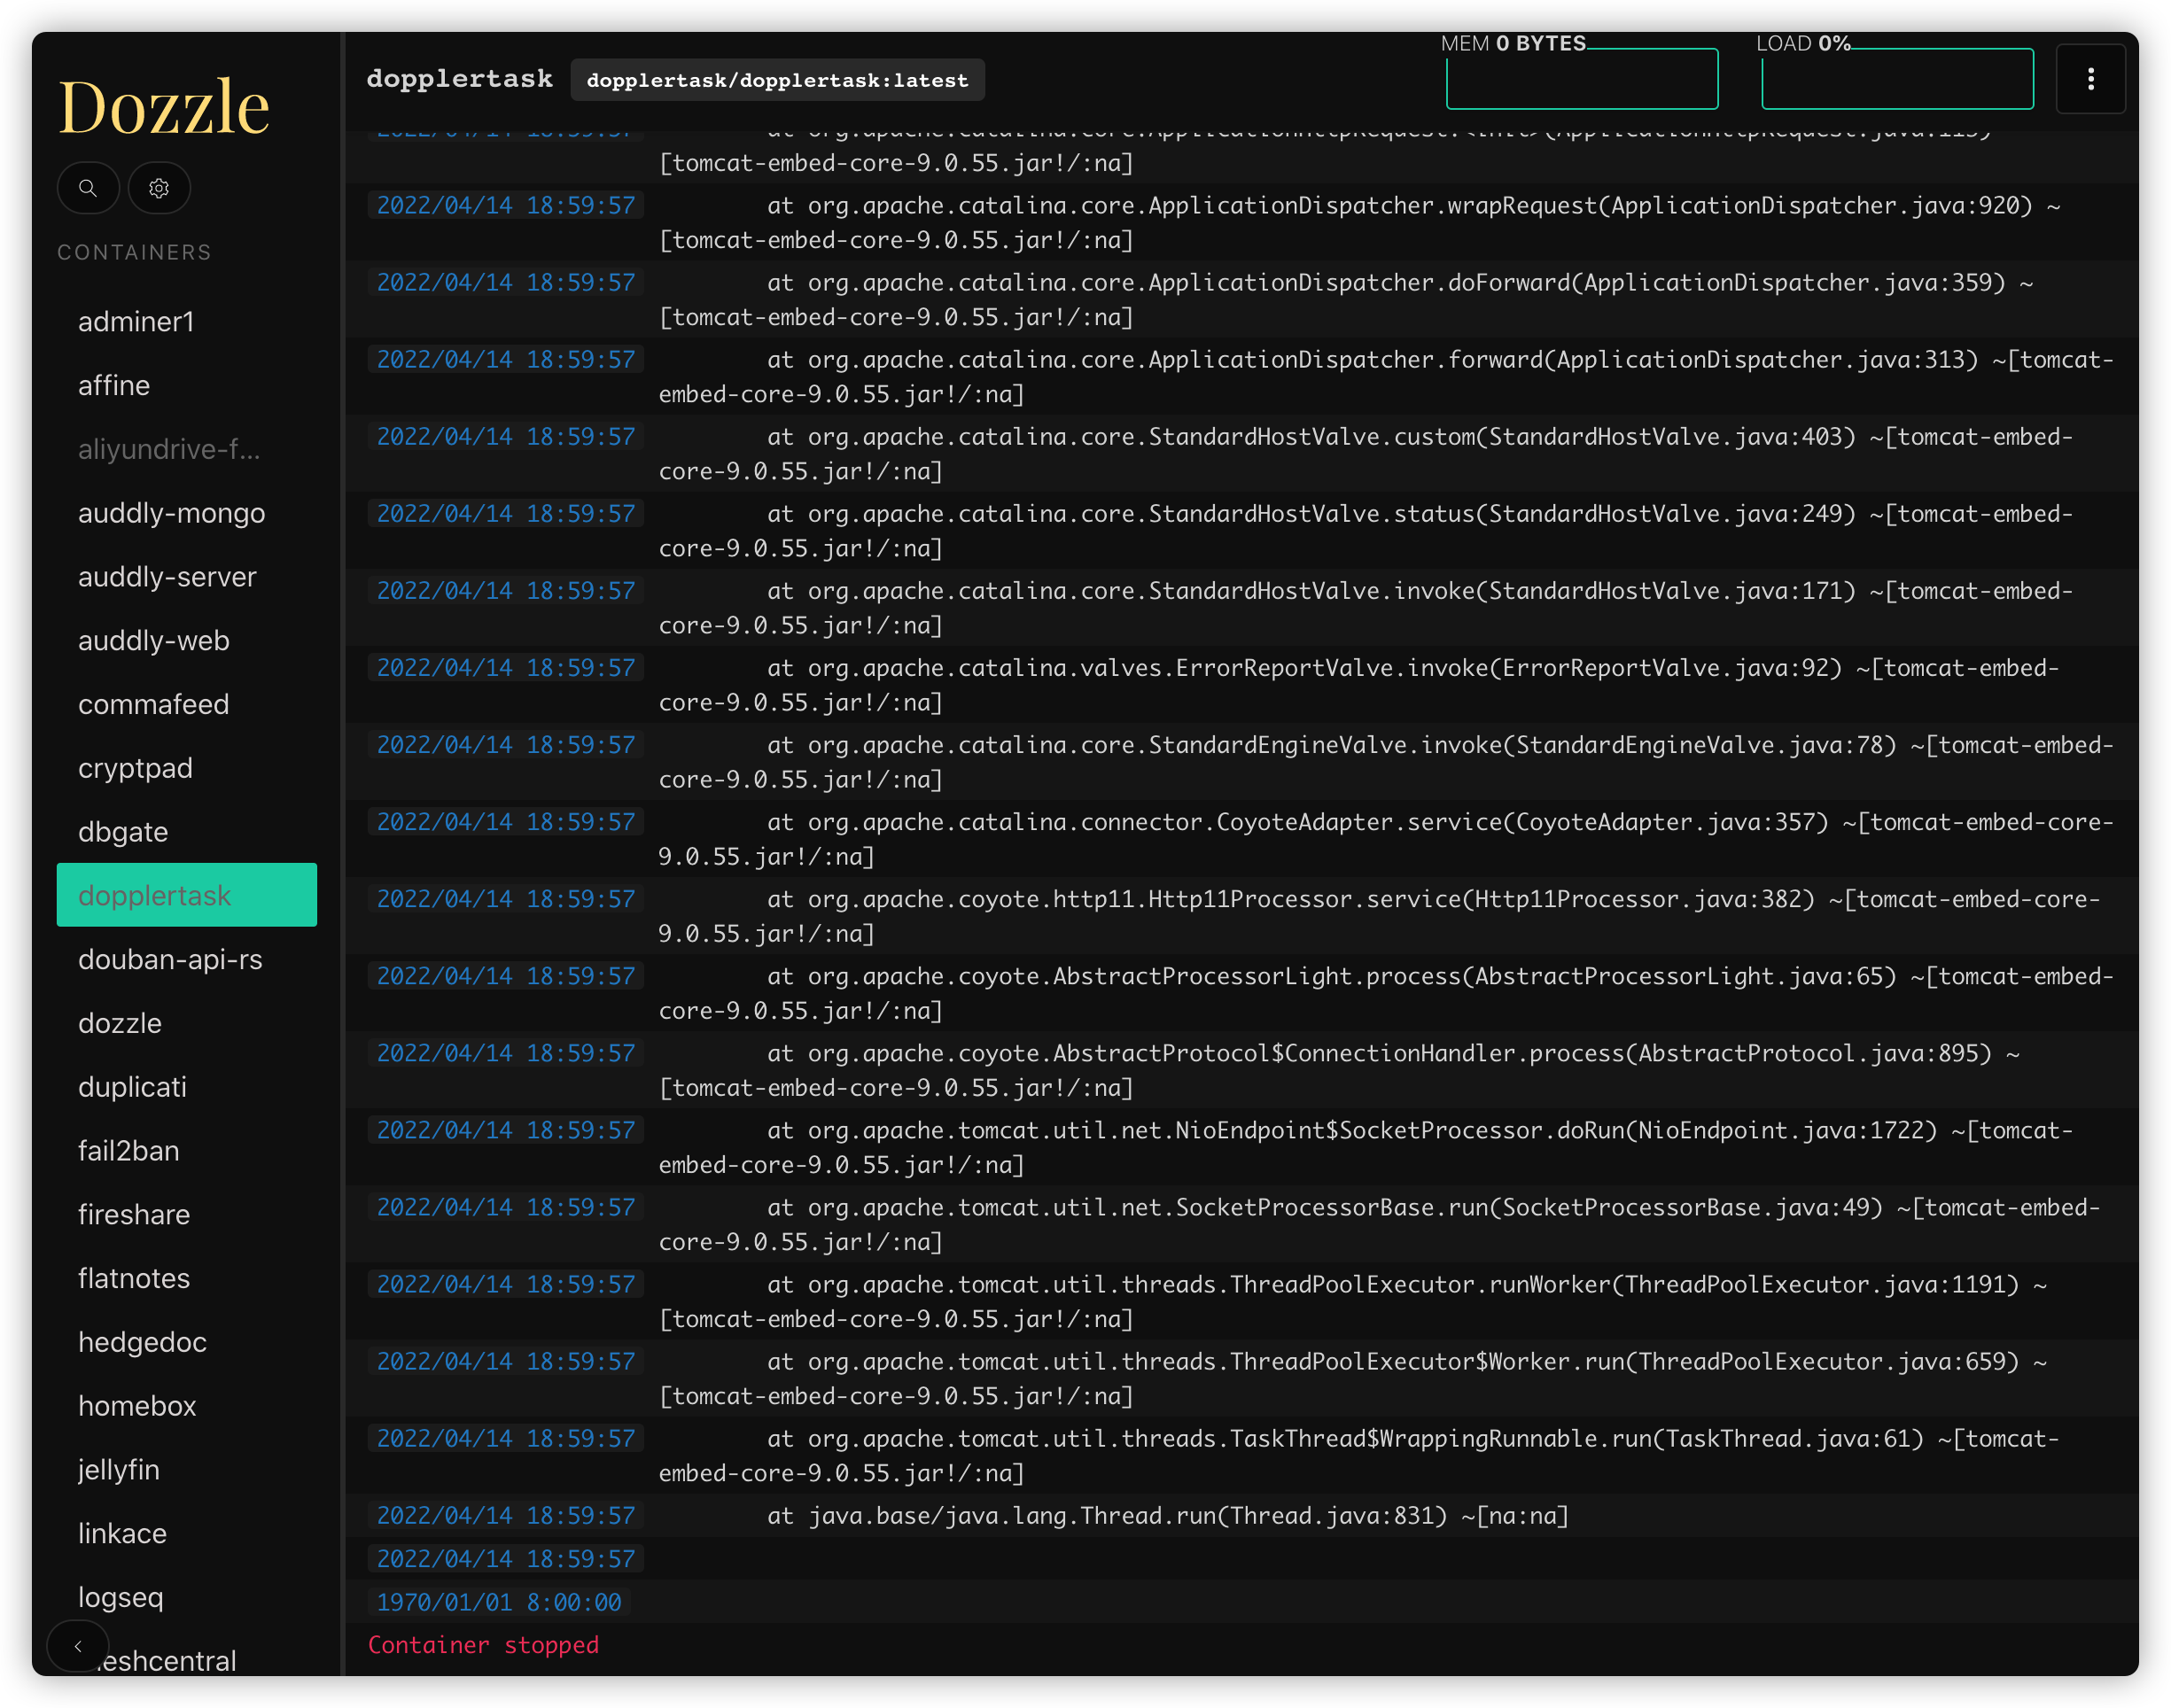 Dozzle
CONTAINERS
adminer1
affine
aliyundrive-f...
auddly-mongo
auddly-server
auddly-web
commafeed
cryptpad
dbgate
dopplertask
douban-api-rs
dozzle
duplicati
fail2ban
fireshare
flatnotes
hedgedoc
homebox
jellyfin
linkace
logseq
eshcentral
dopplertask dopplertask/dopplertask:latest
MEM 0 BYTES LOAD 0%
2022/04/14 18:59:57 at org.apache.catalina.core.ApplicationHttpRequest.<init>(ApplicationHttpRequest.java:115)
[tomcat-embed-core-9.0.55.jar!/:na]
2022/04/14 18:59:57 at org.apache.catalina.core.ApplicationDispatcher.wrapRequest(ApplicationDispatcher.java:920) ~
[tomcat-embed-core-9.0.55.jar!/:na]
2022/04/14 18:59:57 at org.apache.catalina.core.ApplicationDispatcher.doForward(ApplicationDispatcher.java:359) ~
[tomcat-embed-core-9.0.55.jar!/:na]
2022/04/14 18:59:57 at org.apache.catalina.core.ApplicationDispatcher.forward(ApplicationDispatcher.java:313) ~[tomcat-
embed-core-9.0.55.jar!/:na]
2022/04/14 18:59:57 at org.apache.catalina.core.StandardHostValve.custom(StandardHostValve.java:403) ~[tomcat-embed-
core-9.0.55.jar!/:na]
2022/04/14 18:59:57 at org.apache.catalina.core.StandardHostValve.status(StandardHostValve.java:249) ~[tomcat-embed-
core-9.0.55.jar!/:na]
2022/04/14 18:59:57 at org.apache.catalina.core.StandardHostValve.invoke(StandardHostValve.java:171) ~[tomcat-embed-
core-9.0.55.jar!/:na]
2022/04/14 18:59:57 at org.apache.catalina.valves.ErrorReportValve.invoke(ErrorReportValve.java:92) ~[tomcat-embed-
core-9.0.55.jar!/:na]
2022/04/14 18:59:57 at org.apache.catalina.core.StandardEngineValve.invoke(StandardEngineValve.java:78) ~[tomcat-embed-
core-9.0.55.jar!/:na]
2022/04/14 18:59:57 at org.apache.catalina.connector.CoyoteAdapter.service(CoyoteAdapter.java:357) ~[tomcat-embed-core-
9.0.55.jar!/:na]
2022/04/14 18:59:57 at org.apache.coyote.http11.Http11Processor.service(Http11Processor.java:382) ~[tomcat-embed-core-
9.0.55.jar!/:na]
2022/04/14 18:59:57 at org.apache.coyote.AbstractProcessorLight.process(AbstractProcessorLight.java:65) ~[tomcat-embed-
core-9.0.55.jar!/:na]
2022/04/14 18:59:57 at org.apache.coyote.AbstractProtocol$ConnectionHandler.process(AbstractProtocol.java:895) ~
[tomcat-embed-core-9.0.55.jar!/:na]
2022/04/14 18:59:57 at org.apache.tomcat.util.net.NioEndpoint$SocketProcessor.doRun(NioEndpoint.java:1722) ~[tomcat-
embed-core-9.0.55.jar!/:na]
2022/04/14 18:59:57 at org.apache.tomcat.util.net.SocketProcessorBase.run(SocketProcessorBase.java:49) ~[tomcat-embed-
core-9.0.55.jar!/:na]
2022/04/14 18:59:57 at org.apache.tomcat.util.threads.ThreadPoolExecutor.runWorker(ThreadPoolExecutor.java:1191) ~
[tomcat-embed-core-9.0.55.jar!/:na]
2022/04/14 18:59:57 at org.apache.tomcat.util.threads.ThreadPoolExecutor$Worker.run(ThreadPoolExecutor.java:659) ~
[tomcat-embed-core-9.0.55.jar!/:na]
2022/04/14 18:59:57 at org.apache.tomcat.util.threads.TaskThread$WrappingRunnable.run(TaskThread.java:61) ~[tomcat-
embed-core-9.0.55.jar!/:na]
2022/04/14 18:59:57 at java.base/java.lang.Thread.run(Thread.java:831) ~[na:na]
2022/04/14 18:59:57
1970/01/01 8:00:00
Container stopped